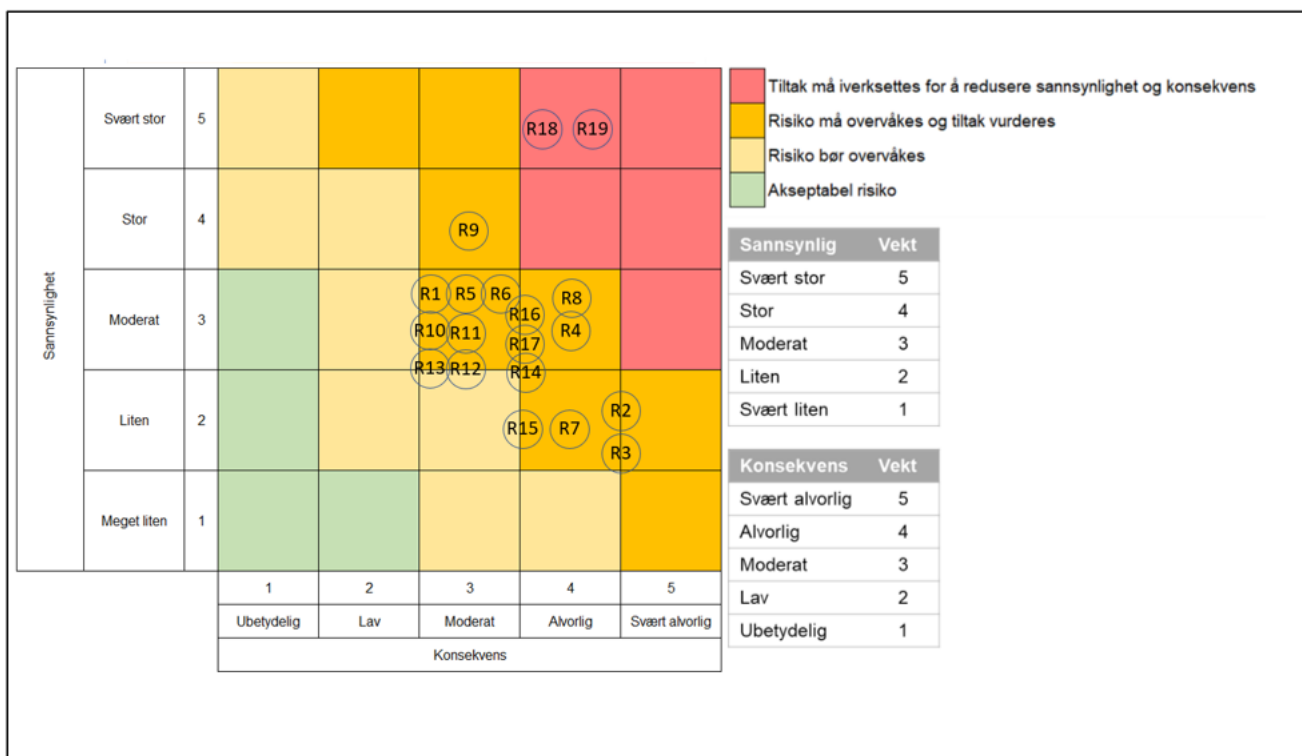 Sannsynlighet
Svært stor 5
R18 R19
Stor 4
R9
Moderat 3
R1 R5 R6 R8
R16
R10 R11 R4
R17
R13 R12 R14
Liten 2
R2
R15 R7
R3
Meget liten 1
1 2 3 4 5
Ubetydelig Lav Moderat Alvorlig Svært alvorlig
Konsekvens
Tiltak må iverksettes for å redusere sannsynlighet og konsekvens
Risiko må overvåkes og tiltak vurderes
Risiko bør overvåkes
Akseptabel risiko
Sannsynlig Vekt
Svært stor 5
Stor 4
Moderat 3
Liten 2
Svært liten 1
Konsekvens Vekt
Svært alvorlig 5
Alvorlig 4
Moderat 3
Lav 2
Ubetydelig 1